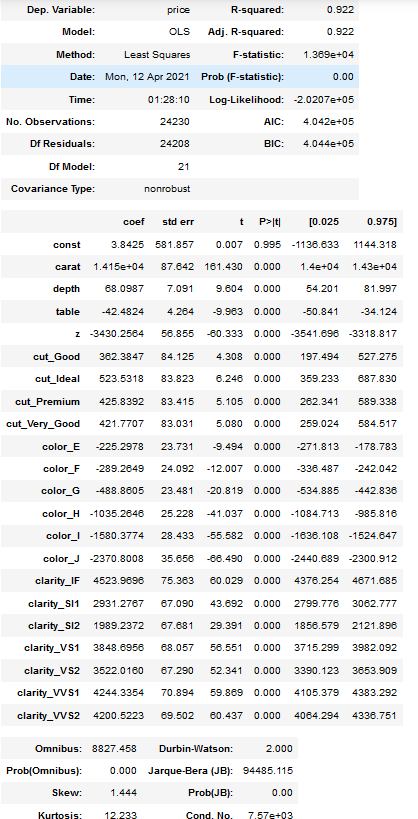 Dep. Variable: price R-squared: 0.922
Model: OLS Adj. R-squared: 0.922
Method: Least Squares F-statistic: 1.369e+04
Date: Mon, 12 Apr 2021 Prob (F-statistic): 0.00
Time: 01:28:10 Log-Likelihood: -2.0207e+05
No. Observations: 24230 AIC: 4.042e+05
Df Residuals: 24208 BIC: 4.044e+05
Df Model: 21
Covariance Type: nonrobust
coef std err t P>|t| [0.025 0.975]
const 3.8425 581.857 0.007 0.995 -1136.633 1144.318
carat 1.415e+04 87.642 161.430 0.000 1.4e+04 1.43e+04
depth 68.0987 7.091 9.604 0.000 54.201 81.997
table -42.4824 4.264 -9.963 0.000 -50.841 -34.124
z -3430.2564 56.855 -60.333 0.000 -3541.696 -3318.817
cut_Good 362.3847 84.125 4.308 0.000 197.494 527.275
cut_Ideal 523.5318 83.823 6.246 0.000 359.233 687.830
cut_Premium 425.8392 83.415 5.105 0.000 262.341 589.338
cut_Very_Good 421.7707 83.031 5.080 0.000 259.024 584.517
color_E -225.2978 23.731 -9.494 0.000 -271.813 -178.783
color_F -289.2649 24.092 -12.007 0.000 -336.487 -242.042
color_G -488.8605 23.481 -20.819 0.000 -534.885 -442.836
color_H -1035.2646 25.228 -41.037 0.000 -1084.713 -985.816
color_I -1580.3774 28.433 -55.582 0.000 -1636.108 -1524.647
color_J -2370.8008 35.656 -66.490 0.000 -2440.689 -2300.912
clarity_IF 4523.9696 75.363 60.029 0.000 4376.254 4671.685
clarity_SI1 2931.2767 67.090 43.692 0.000 2799.776 3062.777
clarity_SI2 1989.2372 67.681 29.391 0.000 1856.579 2121.896
clarity_VS1 3848.6956 68.057 56.551 0.000 3715.299 3982.092
clarity_VS2 3522.0160 67.290 52.341 0.000 3390.123 3653.909
clarity_VVS1 4244.3354 70.894 59.869 0.000 4105.379 4383.292
clarity_VVS2 4200.5223 69.502 60.437 0.000 4064.294 4336.751
Omnibus: 8827.458 Durbin-Watson: 2.000
Prob(Omnibus): 0.000 Jarque-Bera (JB): 94485.115
Skew: 1.444 Prob(JB): 0.00
Kurtosis: 12.233 Cond. No. 7.57e+03